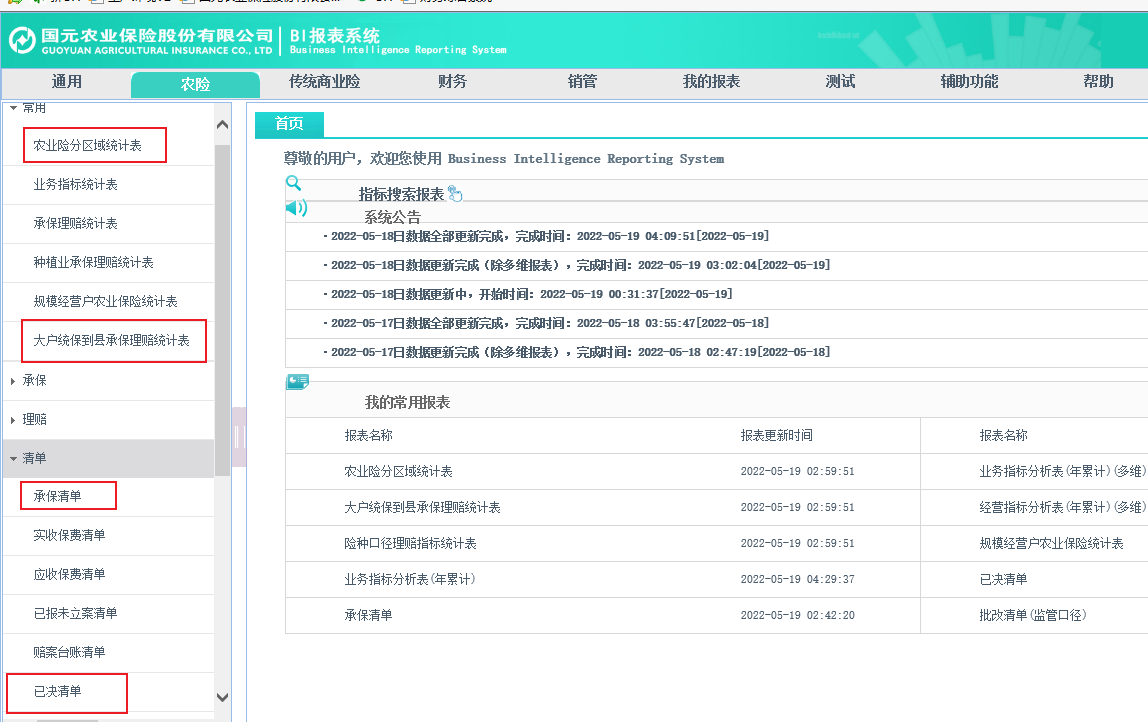 国元农业保险股份有限公司
GUOYUAN AGRICULTURAL INSURANCE CO., LTD
BI报表系统
Business Intelligence Reporting System
通用 农险 传统商业险 财务 销管 我的报表 测试 辅助功能 帮助
常用
农业险分区域统计表
业务指标统计表
承保理赔统计表
种植业承保理赔统计表
规模经营户农业保险统计表
大户统保到县承保理赔统计表
承保
理赔
清单
承保清单
实收保费清单
应收保费清单
已报未立案清单
赔案台账清单
已决清单
首页
尊敬的用户，欢迎您使用 Business Intelligence Reporting System
指标搜索报表
系统公告
· 2022-05-18日数据全部更新完成，完成时间：2022-05-19 04:09:51[2022-05-19]
· 2022-05-18日数据更新完成（除多维报表），完成时间：2022-05-19 03:02:04[2022-05-19]
· 2022-05-18日数据更新中，开始时间：2022-05-19 00:31:37[2022-05-19]
· 2022-05-17日数据全部更新完成，完成时间：2022-05-18 03:55:47[2022-05-18]
· 2022-05-17日数据更新完成（除多维报表），完成时间：2022-05-18 02:47:19[2022-05-18]
我的常用报表
报表名称 报表更新时间 报表名称
农业险分区域统计表 2022-05-19 02:59:51 业务指标分析表(年累计)(多维)
大户统保到县承保理赔统计表 2022-05-19 02:59:51 经营指标分析表(年累计)(多维)
险种口径理赔指标统计表 2022-05-19 02:59:51 规模经营户农业保险统计表
业务指标分析表(年累计) 2022-05-19 04:29:37 已决清单
承保清单 2022-05-19 02:42:20 批改清单(监管口径)